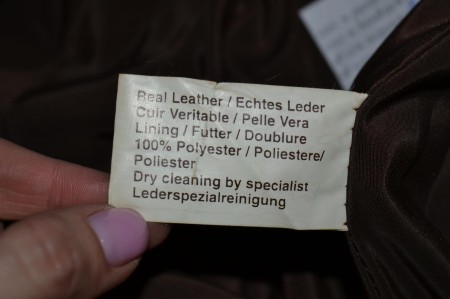 Real Leather / Echtes Leder
Cuir Veritable / Pelle Vera
Lining / Futter / Doublure
100% Polyester / Poliestere/
Poliester
Dry cleaning by specialist
Lederspezialreinigung